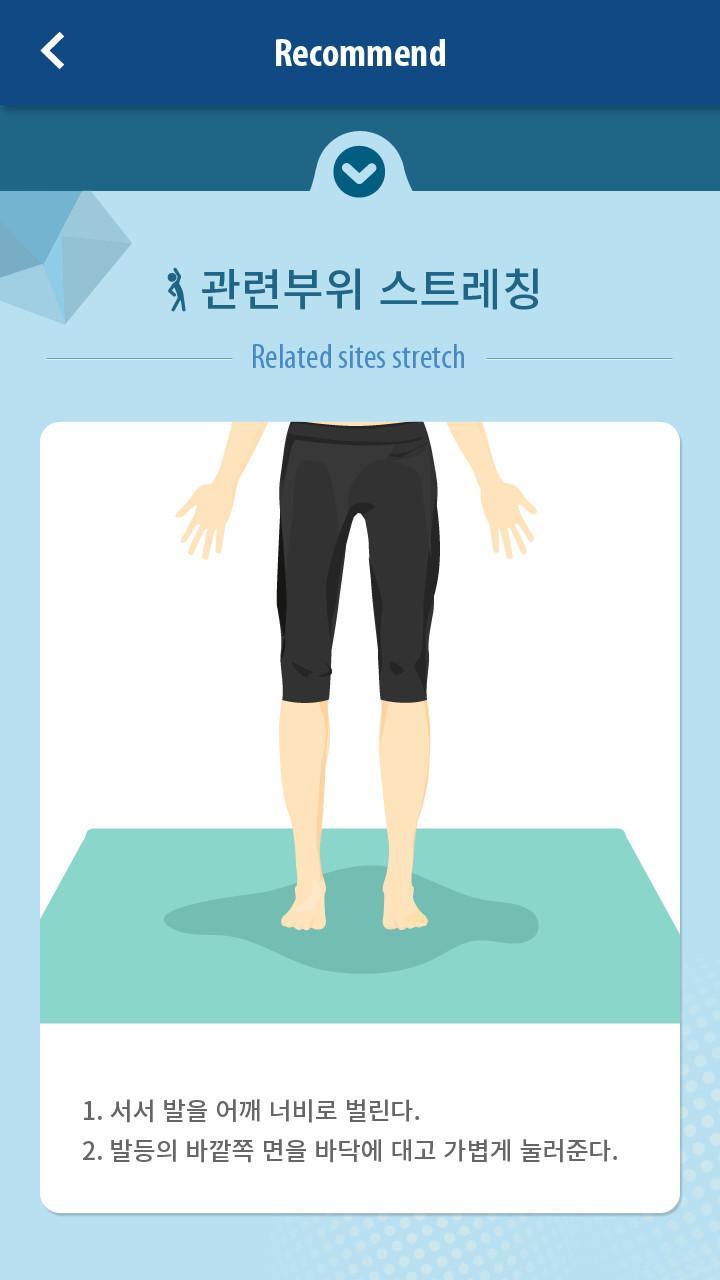 Recommend
관련부위 스트레칭
Related sites stretch
1. 서서 발을 어깨 너비로 벌린다.
2. 발등의 바깥쪽 면을 바닥에 대고 가볍게 눌러준다.